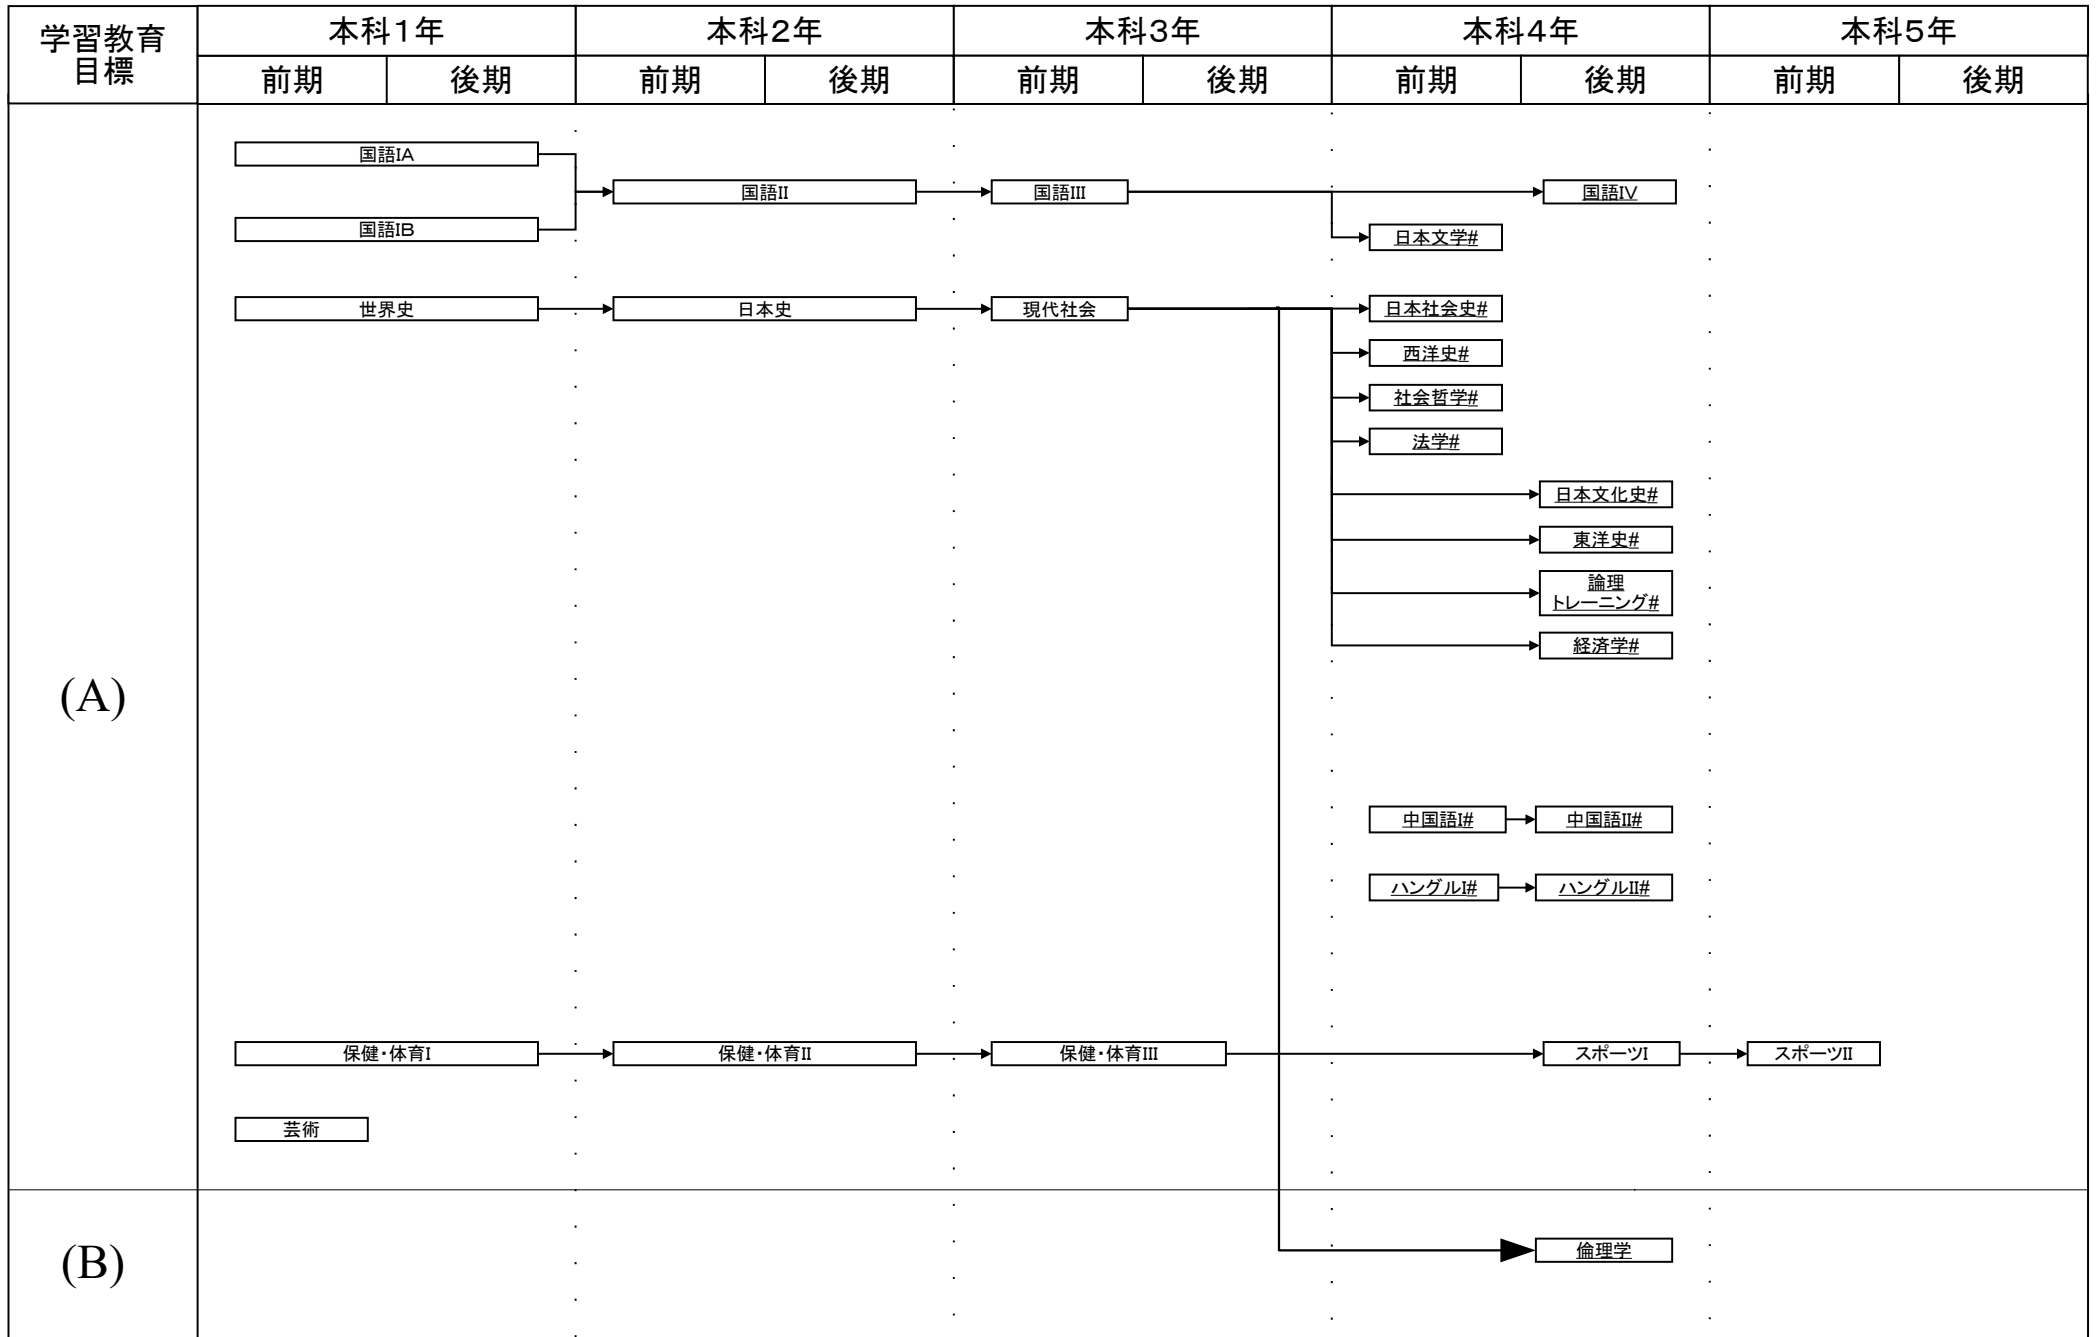 学習教育
目標
本科1年
本科2年
本科3年
本科4年
本科5年
前期
後期
前期
後期
前期
後期
前期
後期
前期
後期
(A)
国語IA
国語IB
国語II
国語III
国語IV
日本文学#
世界史
日本史
現代社会
日本社会史#
西洋史#
社会哲学#
法学#
日本文化史#
東洋史#
論理
トレーニング#
経済学#
中国語I#
中国語II#
ハングルI#
ハングルII#
保健・体育I
保健・体育II
保健・体育III
スポーツI
スポーツII
芸術
(B)
倫理学